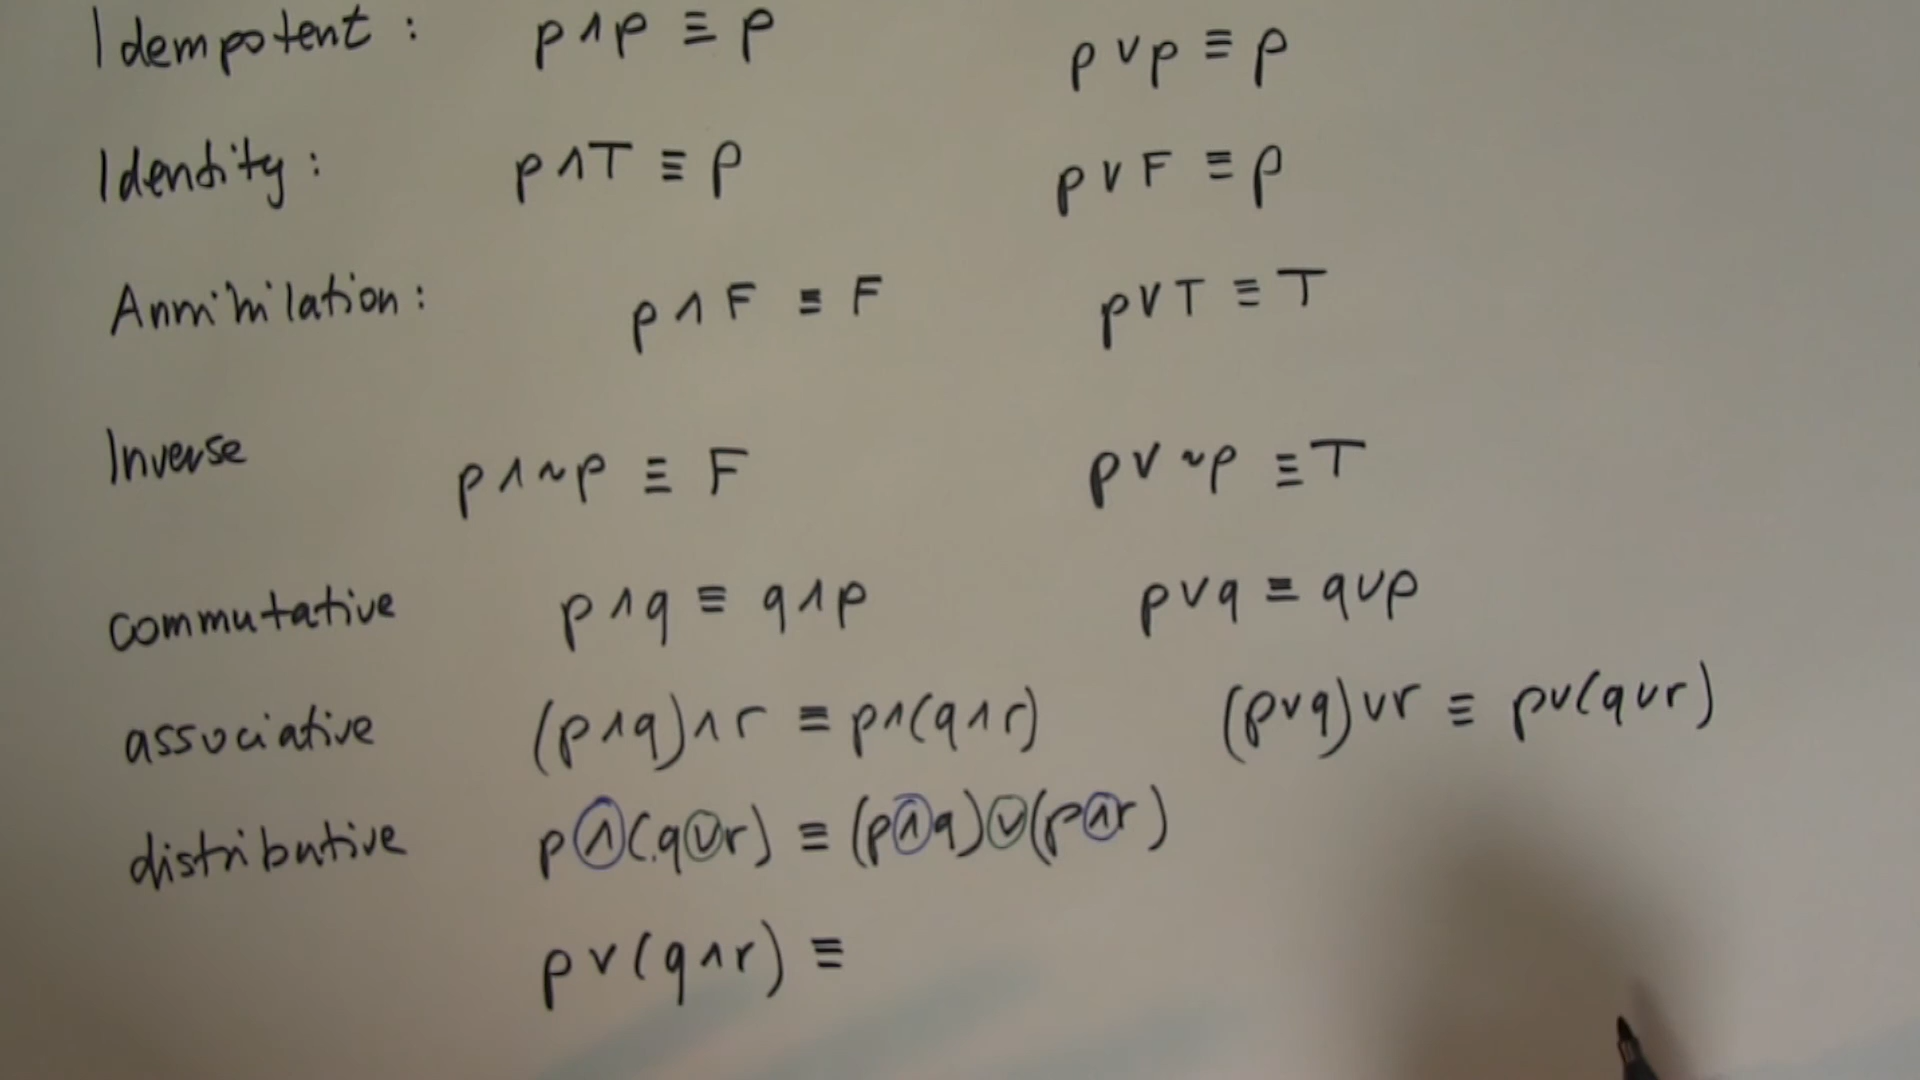 Idempotent : p ∧ p ≡ p p ∨ p ≡ p
Identity : p ∧ T ≡ p p ∨ F ≡ p
Annihilation : p ∧ F ≡ F p ∨ T ≡ T
Inverse p ∧ ~p ≡ F p ∨ ~p ≡ T
commutative p ∧ q ≡ q ∧ p p ∨ q ≡ q ∨ p
associative (p ∧ q) ∧ r ≡ p ∧ (q ∧ r) (p ∨ q) ∨ r ≡ p ∨ (q ∨ r)
distributive p ∧ (q ∨ r) ≡ (p ∧ q) ∨ (p ∧ r)
p ∨ (q ∧ r) ≡